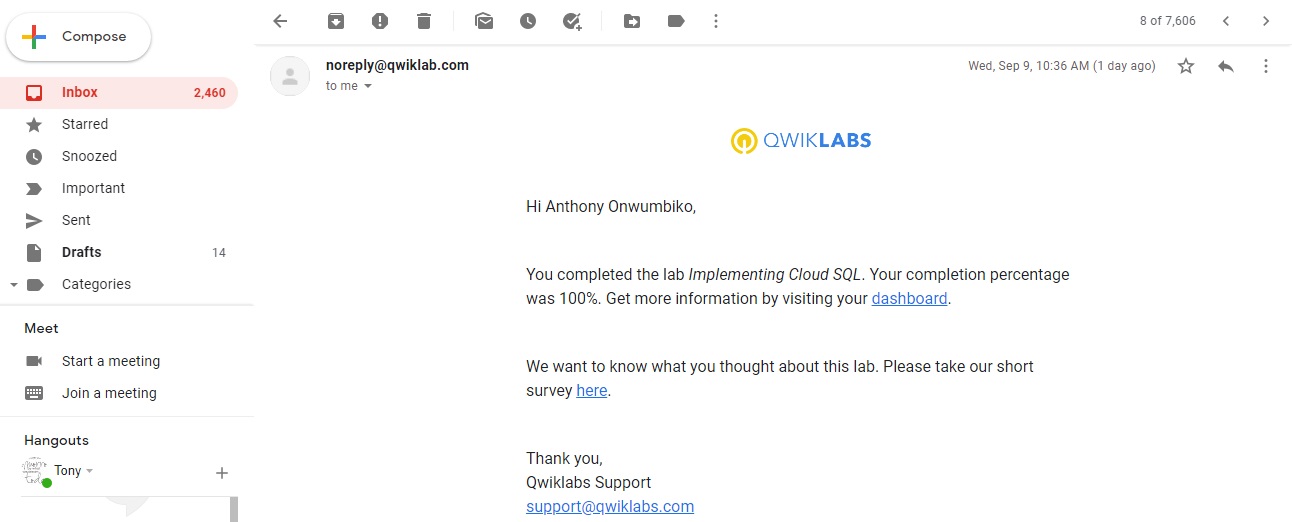 Compose
8 of 7,606
noreply@qwiklab.com
Wed, Sep 9, 10:36 AM (1 day ago)
to me
Inbox 2,460
Starred
Snoozed
Important
Sent
Drafts 14
Categories
Meet
Start a meeting
Join a meeting
Hangouts
Tony
QWIKLABS
Hi Anthony Onwumbiko,
You completed the lab Implementing Cloud SQL. Your completion percentage
was 100%. Get more information by visiting your dashboard.
We want to know what you thought about this lab. Please take our short
survey here.
Thank you,
Qwiklabs Support
support@qwiklabs.com